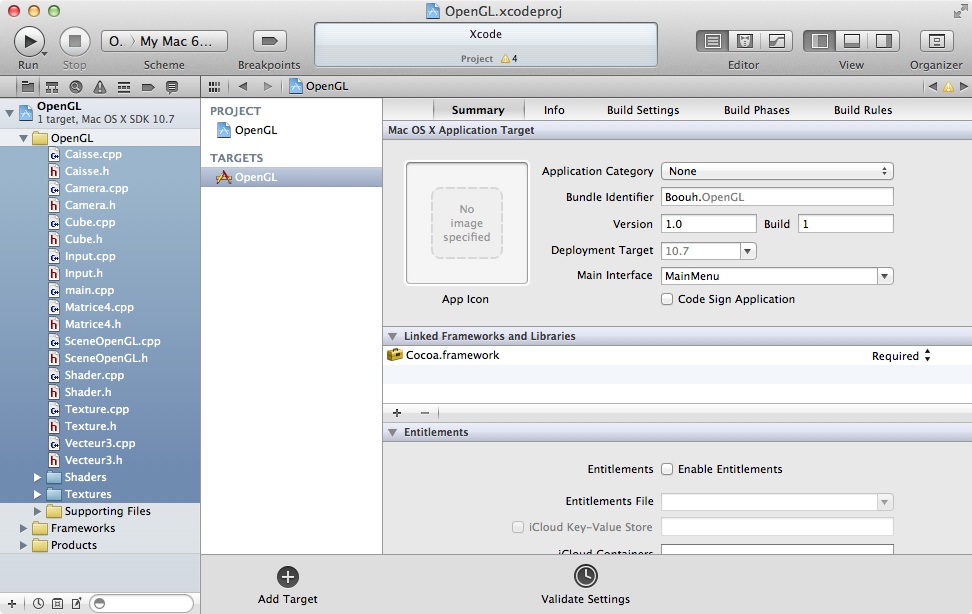 OpenGL.xcodeproj
Run
Stop
O. 〉 My Mac 6...
Scheme
Breakpoints
Xcode
Project 4
Editor
View
Organizer
OpenGL
OpenGL
1 target, Mac OS X SDK 10.7
OpenGL
Caisse.cpp
Caisse.h
Camera.cpp
Camera.h
Cube.cpp
Cube.h
Input.cpp
Input.h
main.cpp
Matrice4.cpp
Matrice4.h
SceneOpenGL.cpp
SceneOpenGL.h
Shader.cpp
Shader.h
Texture.cpp
Texture.h
Vecteur3.cpp
Vecteur3.h
Shaders
Textures
Supporting Files
Frameworks
Products
PROJECT
OpenGL
TARGETS
OpenGL
Summary Info Build Settings Build Phases Build Rules
Mac OS X Application Target
No
image
specified
App Icon
Application Category None
Bundle Identifier Boouh.OpenGL
Version 1.0 Build 1
Deployment Target 10.7
Main Interface MainMenu
Code Sign Application
Linked Frameworks and Libraries
Cocoa.framework Required
Entitlements
Entitlements Enable Entitlements
Entitlements File
iCloud Key-Value Store
iCloud Containers
Add Target
Validate Settings